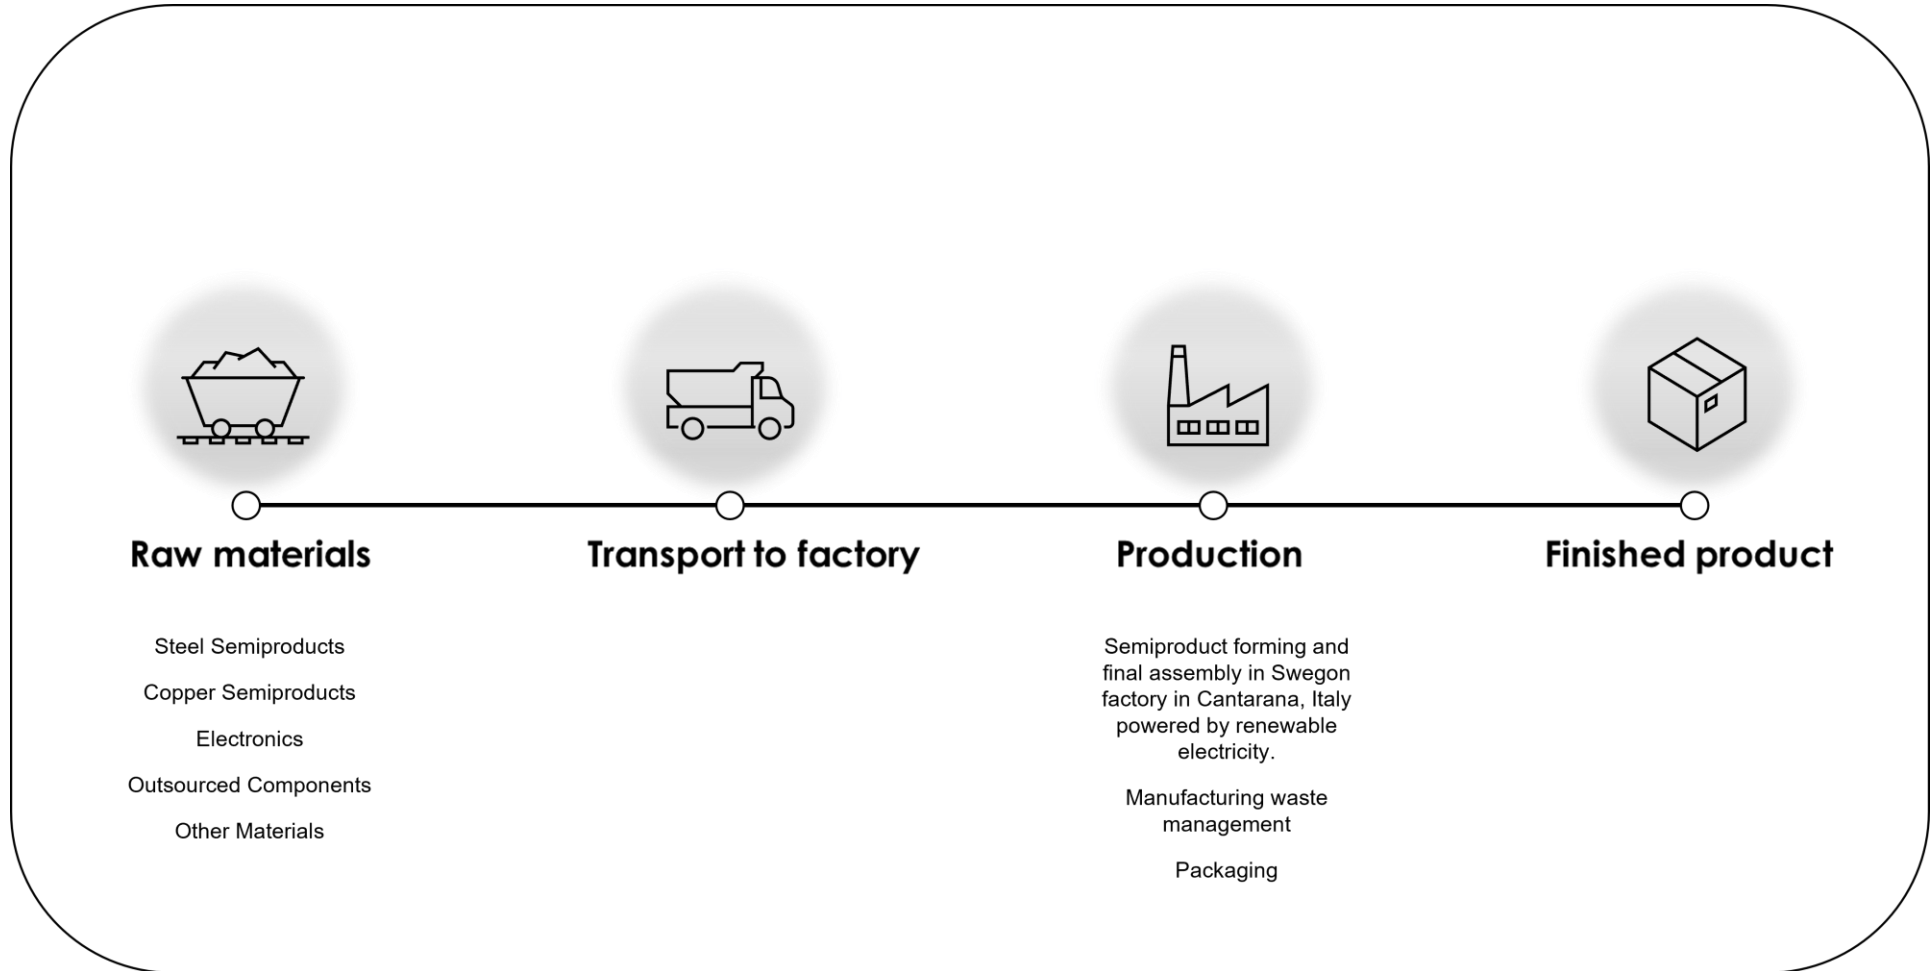 Raw materials
Steel Semiproducts
Copper Semiproducts
Electronics
Outsourced Components
Other Materials
Transport to factory
Production
Semiproduct forming and
final assembly in Swegon
factory in Cantarana, Italy
powered by renewable
electricity.
Manufacturing waste
management
Packaging
Finished product